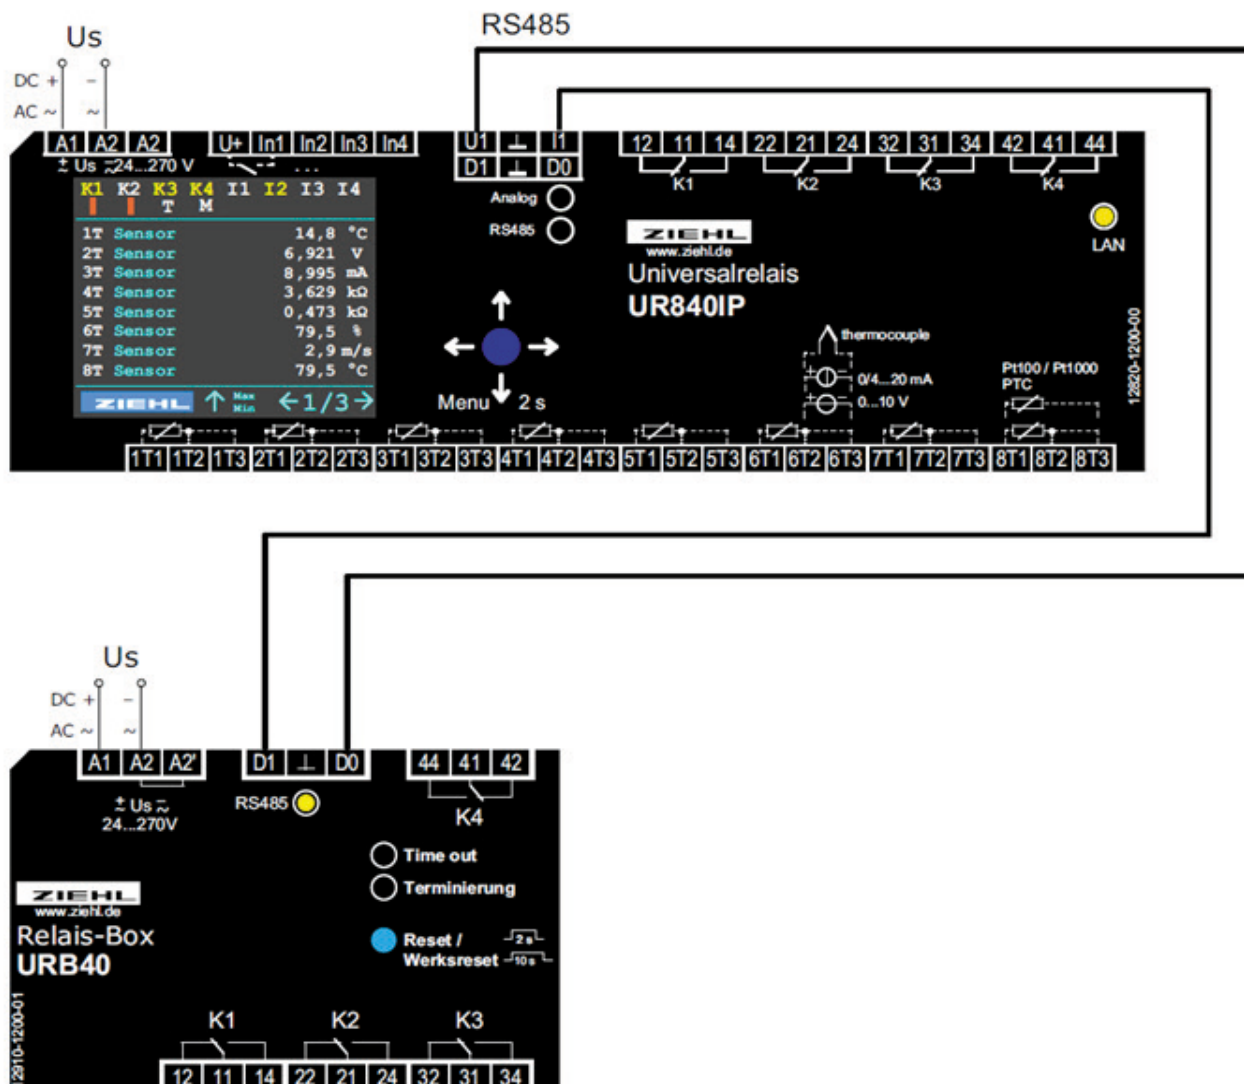 Us
RS485
DC + -
AC ~ ~
A1 A2 A2 U+ In1 In2 In3 In4 U1 ⊥ I1 12 11 14 22 21 24 32 31 34 42 41 44
D1 ⊥ D0
Us 24...270 V ...
K1 K2 K3 K4
K1 K2 K3 K4 I1 I2 I3 I4
T M
Analog
RS485
1T Sensor 14,8 °C
2T Sensor 6,921 V
3T Sensor 8,995 mA
4T Sensor 3,629 kΩ
5T Sensor 0,473 kΩ
6T Sensor 79,5 %
7T Sensor 2,9 m/s
8T Sensor 79,5 °C
ZIEHL ↑ Max Min ← 1/3 →
Menu 2 s
ZIEHL
www.ziehl.de
Universalrelais
UR840IP
LAN
thermocouple
+ - 0/4...20 mA
+ - 0...10 V
Pt100 / Pt1000
PTC
12820-1200-00
1T1 1T2 1T3 2T1 2T2 2T3 3T1 3T2 3T3 4T1 4T2 4T3 5T1 5T2 5T3 6T1 6T2 6T3 7T1 7T2 7T3 8T1 8T2 8T3
Us
DC + -
AC ~ ~
A1 A2 A2' D1 ⊥ D0 44 41 42
Us
24...270V
RS485
K4
Time out
Terminierung
ZIEHL
www.ziehl.de
Relais-Box
URB40
Reset / 2 s
Werksreset 10 s
12910-1200-01
K1 K2 K3
12 11 14 22 21 24 32 31 34